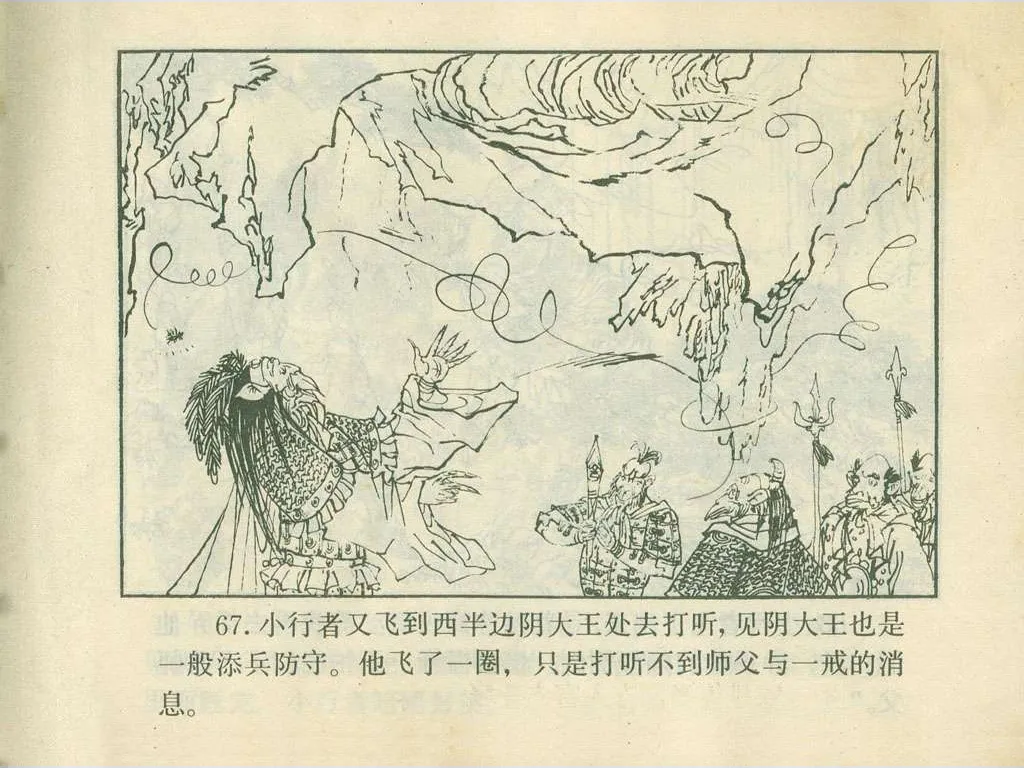 67. 小行者又飞到西半边阴大王处去打听，见阴大王也是
一般添兵防守。他飞了一圈，只是打听不到师父与一戒的消
息。